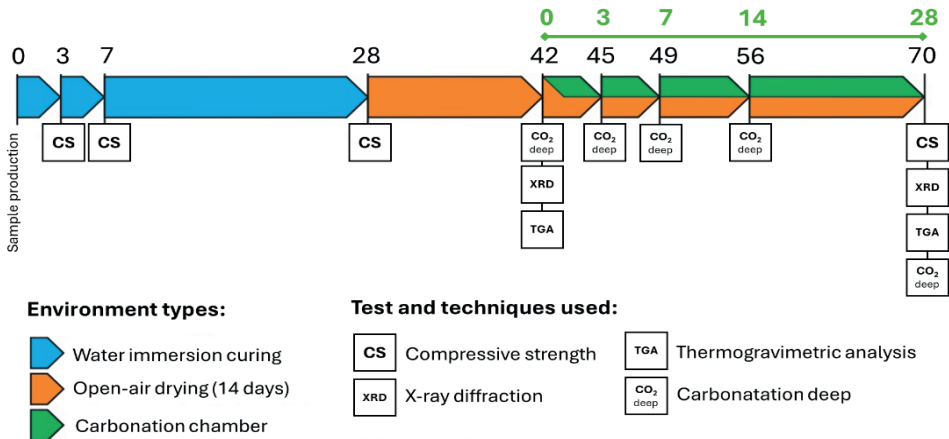 0 3 7 14 28
0 3 7 28 42 45 49 56 70
Sample production
CS CS CS CO₂ deep CO₂ deep CO₂ deep CO₂ deep CS
XRD XRD
TGA TGA
CO₂ deep
Environment types:
Water immersion curing
Open-air drying (14 days)
Carbonation chamber
Test and techniques used:
CS Compressive strength
XRD X-ray diffraction
TGA Thermogravimetric analysis
CO₂ deep Carbonatation deep